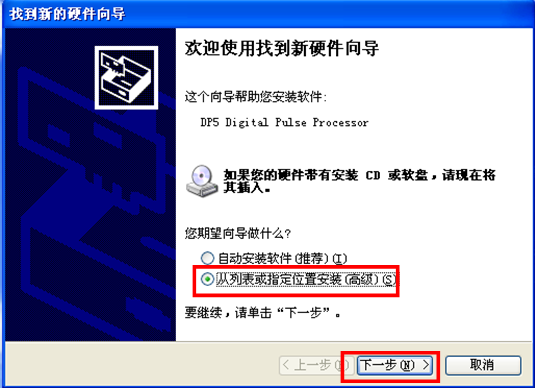 找到新的硬件向导
欢迎使用找到新硬件向导
这个向导帮助您安装软件:
DP5 Digital Pulse Processor
如果您的硬件带有安装 CD 或软盘，请现在将
其插入。
您期望向导做什么?
自动安装软件(推荐)(I)
从列表或指定位置安装(高级)(S)
要继续，请单击“下一步”。
< 上一步(B) 下一步(N) > 取消